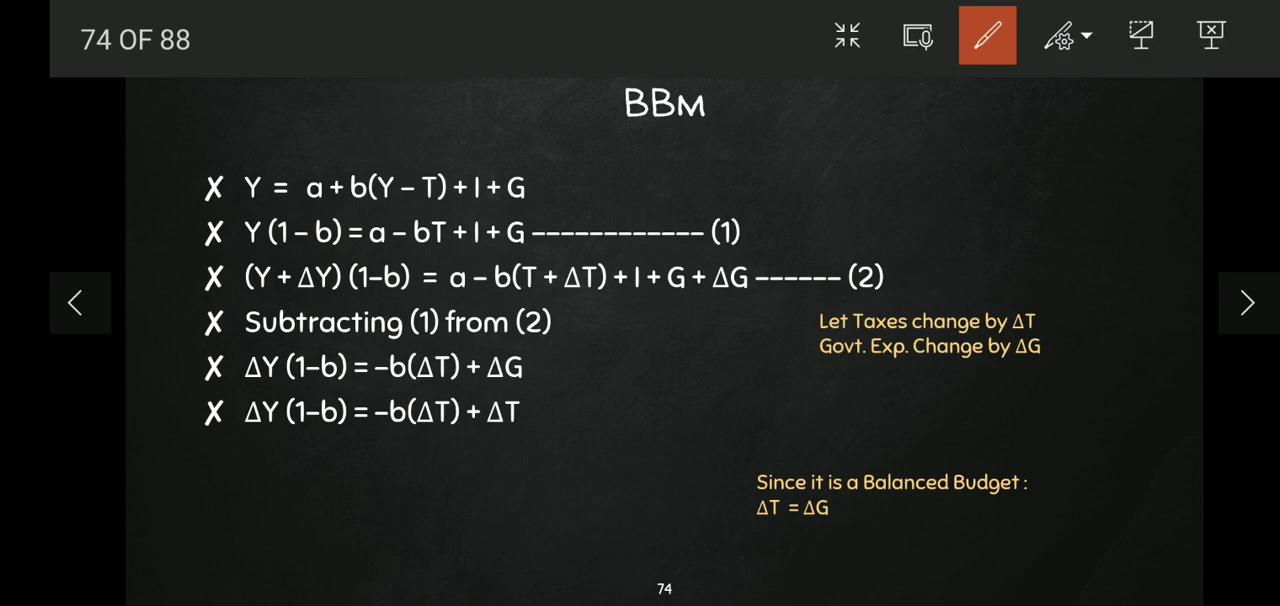 74 OF 88
BBM
✗ Y = a + b(Y – T) + I + G
✗ Y (1 – b) = a – bT + I + G ------------ (1)
✗ (Y + ΔY) (1–b) = a – b(T + ΔT) + I + G + ΔG ------ (2)
✗ Subtracting (1) from (2)
Let Taxes change by ΔT
Govt. Exp. Change by ΔG
✗ ΔY (1–b) = –b(ΔT) + ΔG
✗ ΔY (1–b) = –b(ΔT) + ΔT
Since it is a Balanced Budget :
ΔT = ΔG
74